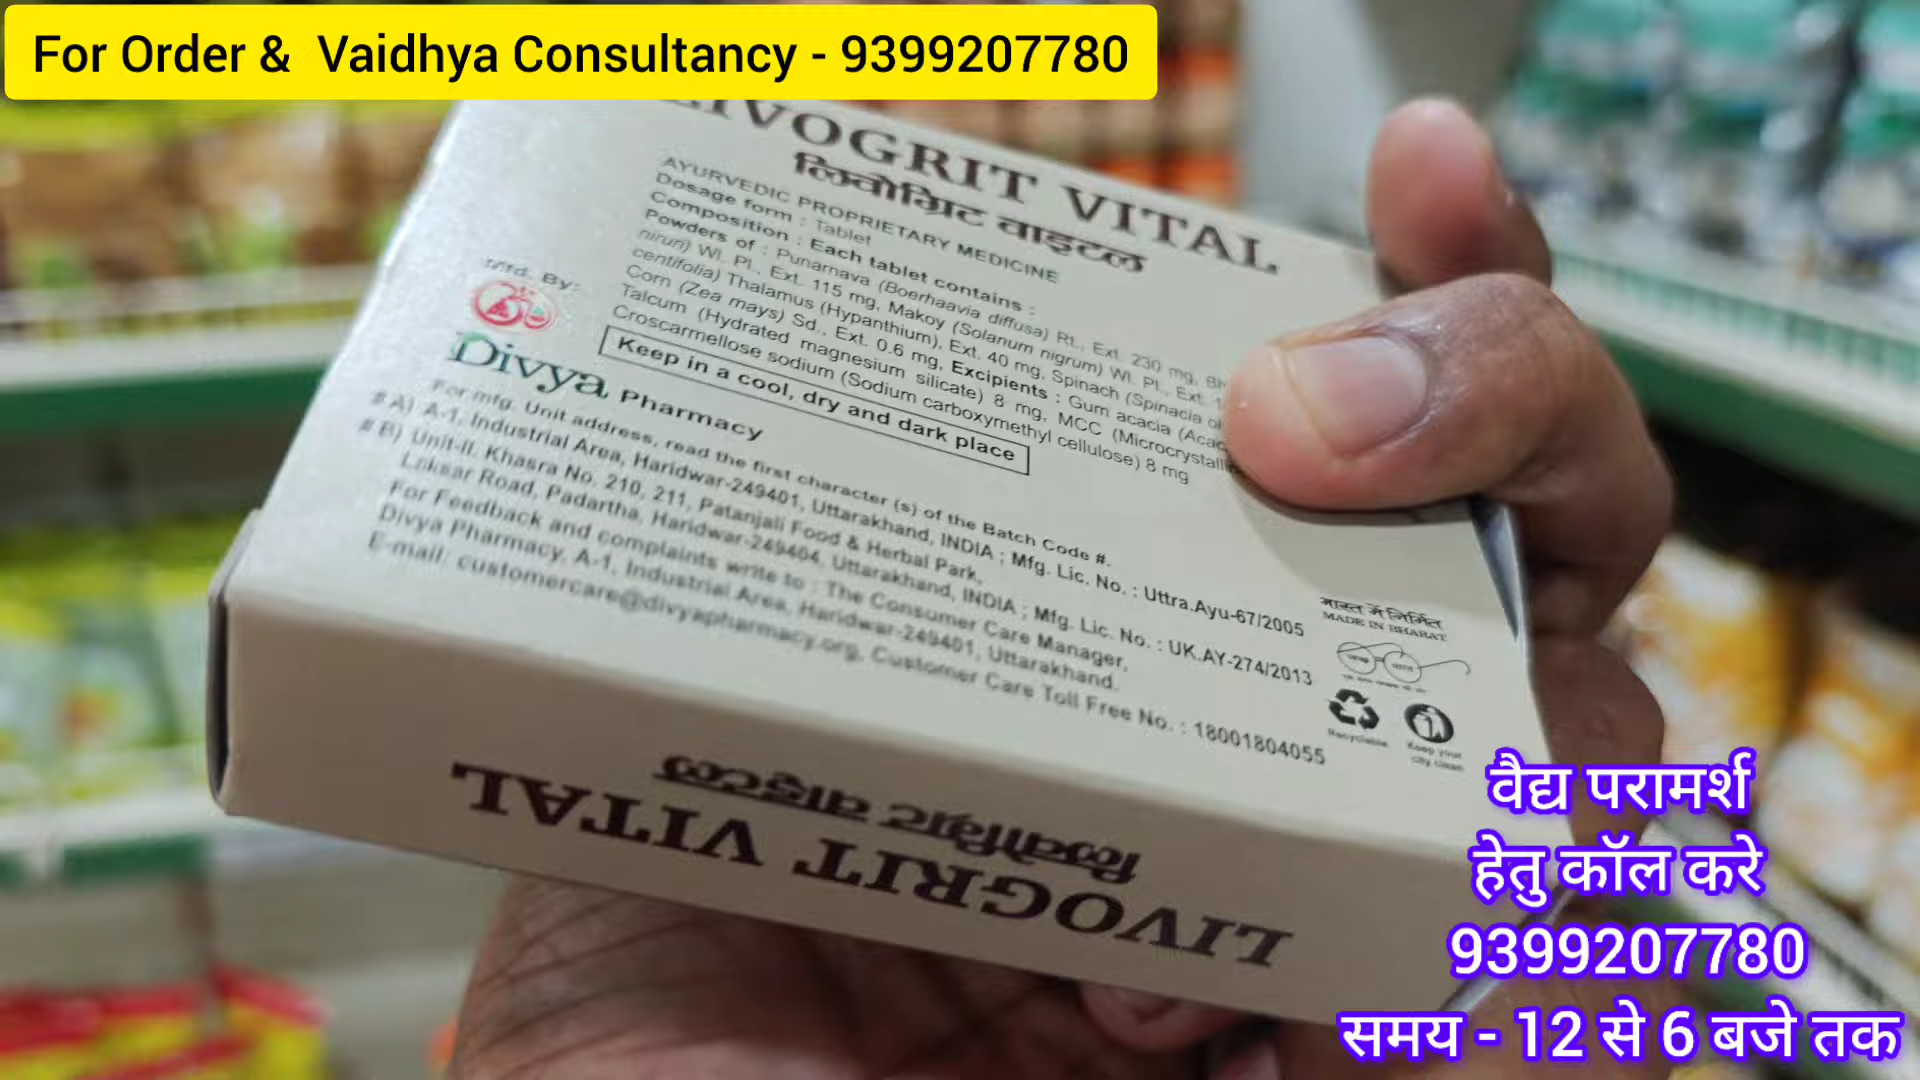 For Order & Vaidhya Consultancy - 9399207780
LIVOGRIT VITAL
लिवोग्रिट वाइटल
AYURVEDIC PROPRIETARY MEDICINE
Dosage form : Tablet
Composition : Each tablet contains :
Powders of : Punarnava (Boerhaavia diffusa) Rt., Ext. 230 mg,
niruri) Wl. Pl., Ext. 115 mg, Makoy (Solanum nigrum) Wl. Pl., Ext.
centifolia) Thalamus (Hypanthium), Ext. 40 mg, Spinach (Spinacia
Corn (Zea mays) Sd., Ext. 0.6 mg, Excipients : Gum acacia
Talcum (Hydrated magnesium silicate) 8 mg, MCC
Croscarmellose sodium (Sodium carboxymethyl cellulose) 8 mg
Keep in a cool, dry and dark place
Mfd. By:
Divya Pharmacy
For mfg. Unit address, read the first character (s) of the Batch Code #.
# A) A-1, Industrial Area, Haridwar-249401, Uttarakhand, INDIA ; Mfg. Lic. No. : Uttra.Ayu-67/2005
# B) Unit-II, Khasra No. 210, 211, Patanjali Food & Herbal Park,
Laksar Road, Padartha, Haridwar-249404, Uttarakhand, INDIA ; Mfg. Lic. No. : UK.AY-274/2013
For Feedback and complaints write to : The Consumer Care Manager,
Divya Pharmacy, A-1, Industrial Area, Haridwar-249401, Uttarakhand.
E-mail: customercare@divyapharmacy.org, Customer Care Toll Free No. : 18001804055
भारत में निर्मित
MADE IN BHARAT
Recyclable
Keep your
city clean
LIVOGRIT VITAL
लिवोग्रिट वाइटल
वैद्य परामर्श
हेतु कॉल करे
9399207780
समय - 12 से 6 बजे तक